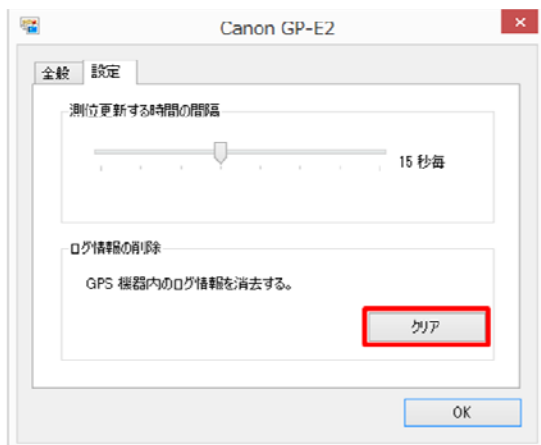 Canon GP-E2
全般 設定
測位更新する時間の間隔
15 秒毎
ログ情報の削除
GPS 機器内のログ情報を消去する。
クリア
OK